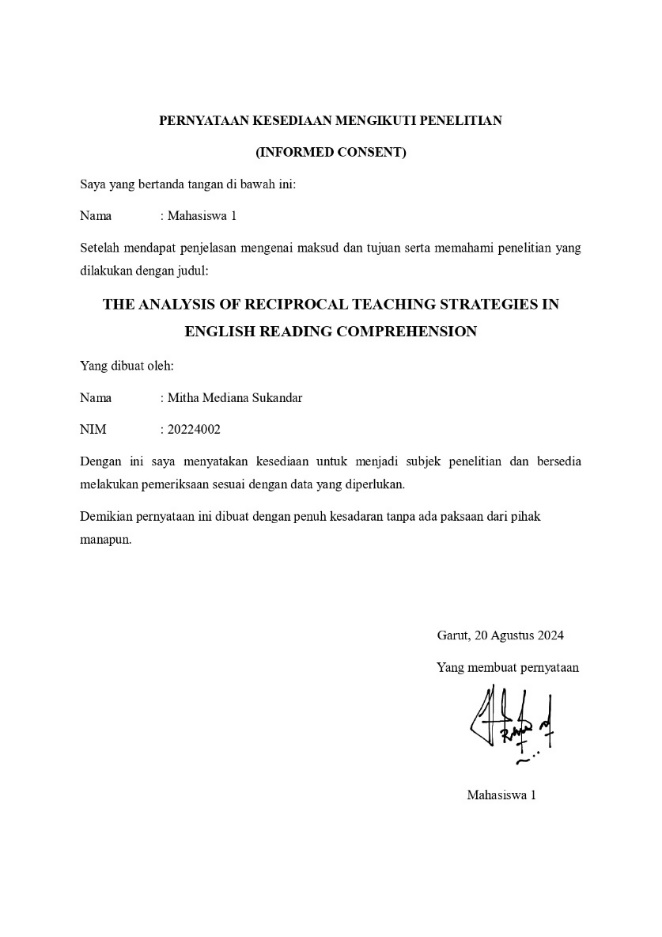 PERNYATAAN KESEDIAAN MENGIKUTI PENELITIAN
(INFORMED CONSENT)
Saya yang bertanda tangan di bawah ini:
Nama : Mahasiswa 1
Setelah mendapat penjelasan mengenai maksud dan tujuan serta memahami penelitian yang
dilakukan dengan judul:
THE ANALYSIS OF RECIPROCAL TEACHING STRATEGIES IN
ENGLISH READING COMPREHENSION
Yang dibuat oleh:
Nama : Mitha Mediana Sukandar
NIM : 20224002
Dengan ini saya menyatakan kesediaan untuk menjadi subjek penelitian dan bersedia
melakukan pemeriksaan sesuai dengan data yang diperlukan.
Demikian pernyataan ini dibuat dengan penuh kesadaran tanpa ada paksaan dari pihak
manapun.
Garut, 20 Agustus 2024
Yang membuat pernyataan
Mahasiswa 1